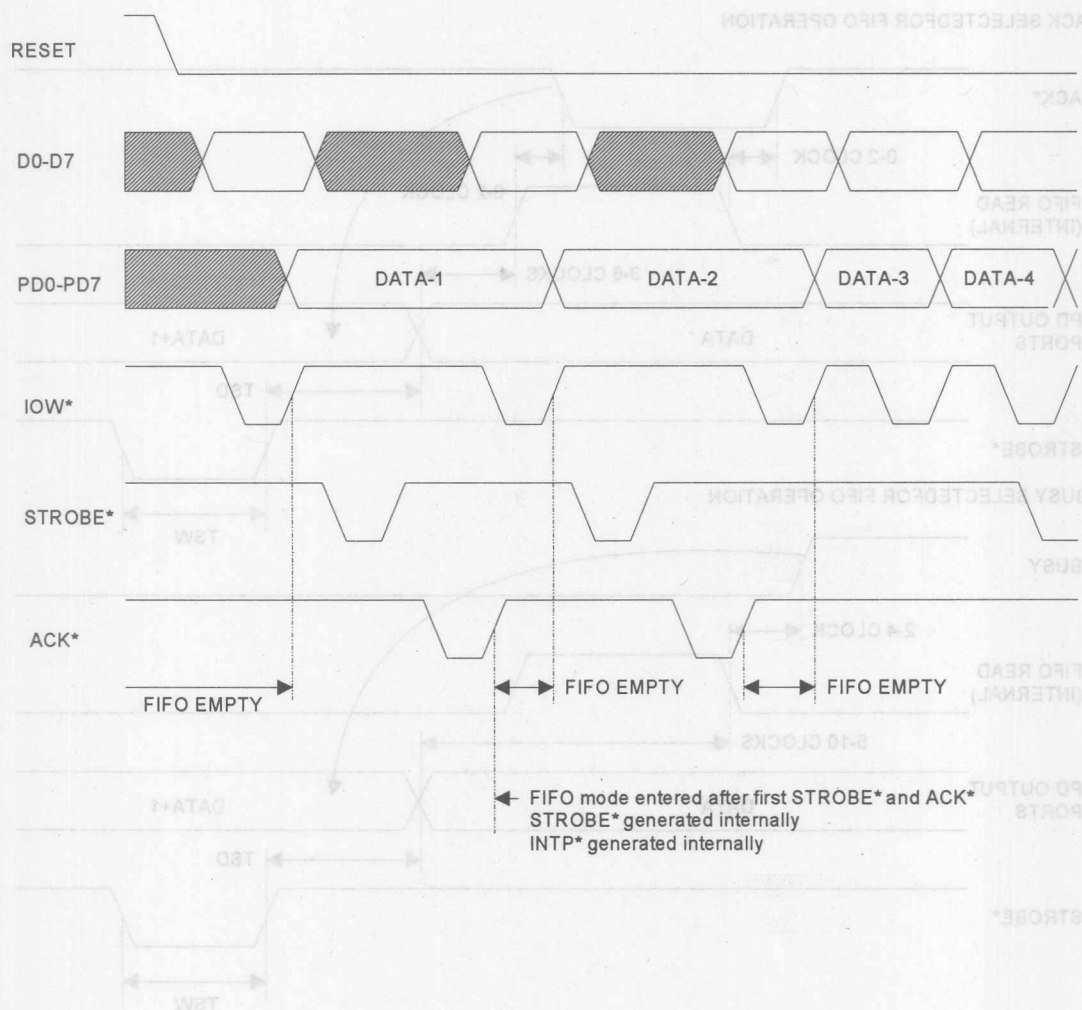 RESET
D0-D7
PD0-PD7
DATA-1
DATA-2
DATA-3
DATA-4
IOW*
STROBE*
ACK*
FIFO EMPTY
FIFO EMPTY
FIFO EMPTY
FIFO mode entered after first STROBE* and ACK*
STROBE* generated internally
INTP* generated internally